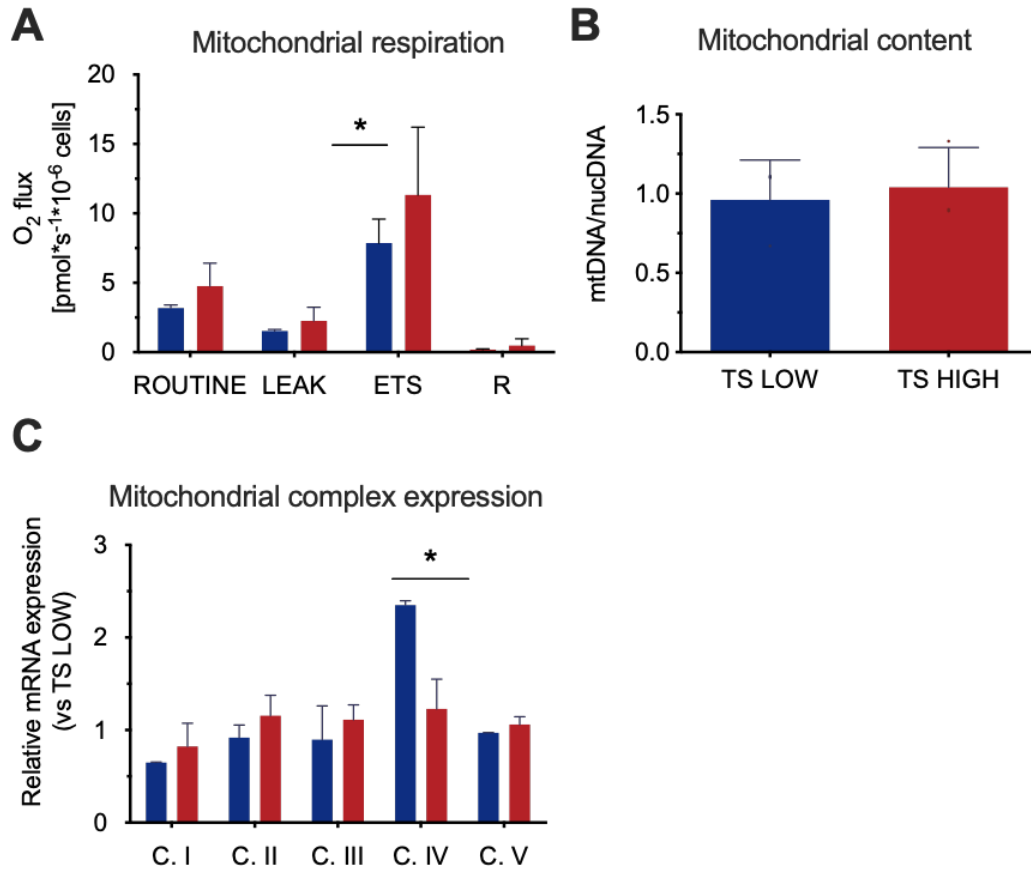 A
Mitochondrial respiration
O2 flux
[pmol*s-1*10-6 cells]
20
15
10
5
0
*
ROUTINE LEAK ETS R
B
Mitochondrial content
mtDNA/nucDNA
1.5
1.0
0.5
0.0
TS LOW TS HIGH
C
Mitochondrial complex expression
Relative mRNA expression
(vs TS LOW)
3
2
1
0
*
C. I C. II C. III C. IV C. V